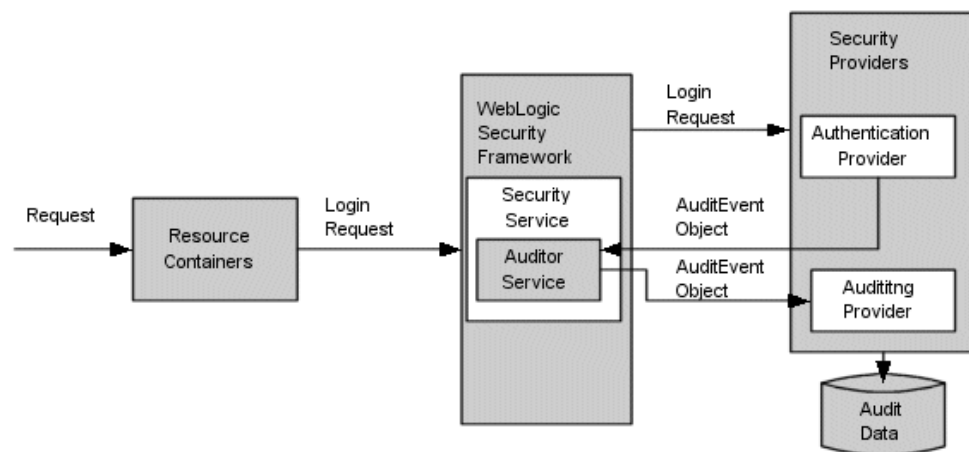 Request
Resource
Containers
Login
Request
WebLogic
Security
Framework
Security
Service
Auditor
Service
Login
Request
AuditEvent
Object
AuditEvent
Object
Security
Providers
Authentication
Provider
Audititng
Provider
Audit
Data